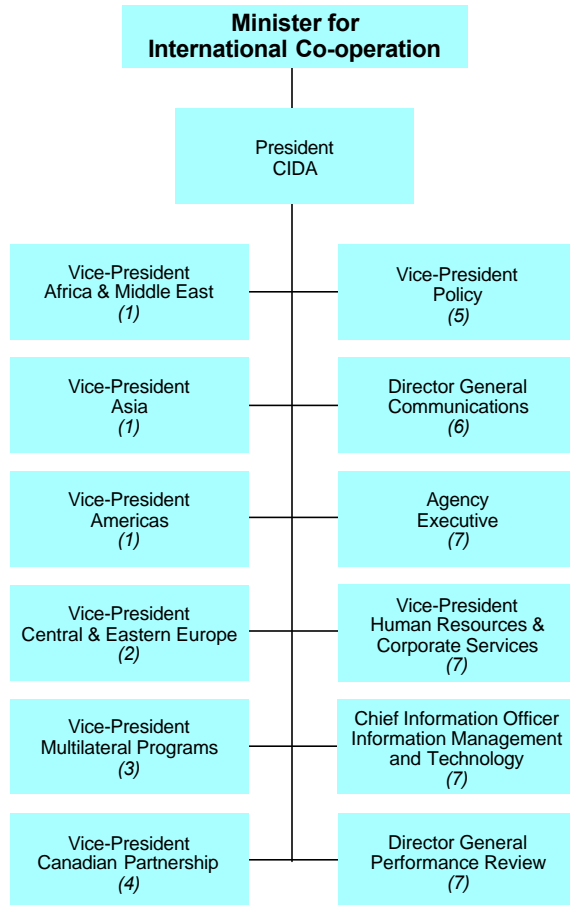 Minister for
International Co-operation
President
CIDA
Vice-President
Africa & Middle East
(1)
Vice-President
Policy
(5)
Vice-President
Asia
(1)
Director General
Communications
(6)
Vice-President
Americas
(1)
Agency
Executive
(7)
Vice-President
Central & Eastern Europe
(2)
Vice-President
Human Resources &
Corporate Services
(7)
Vice-President
Multilateral Programs
(3)
Chief Information Officer
Information Management
and Technology
(7)
Vice-President
Canadian Partnership
(4)
Director General
Performance Review
(7)